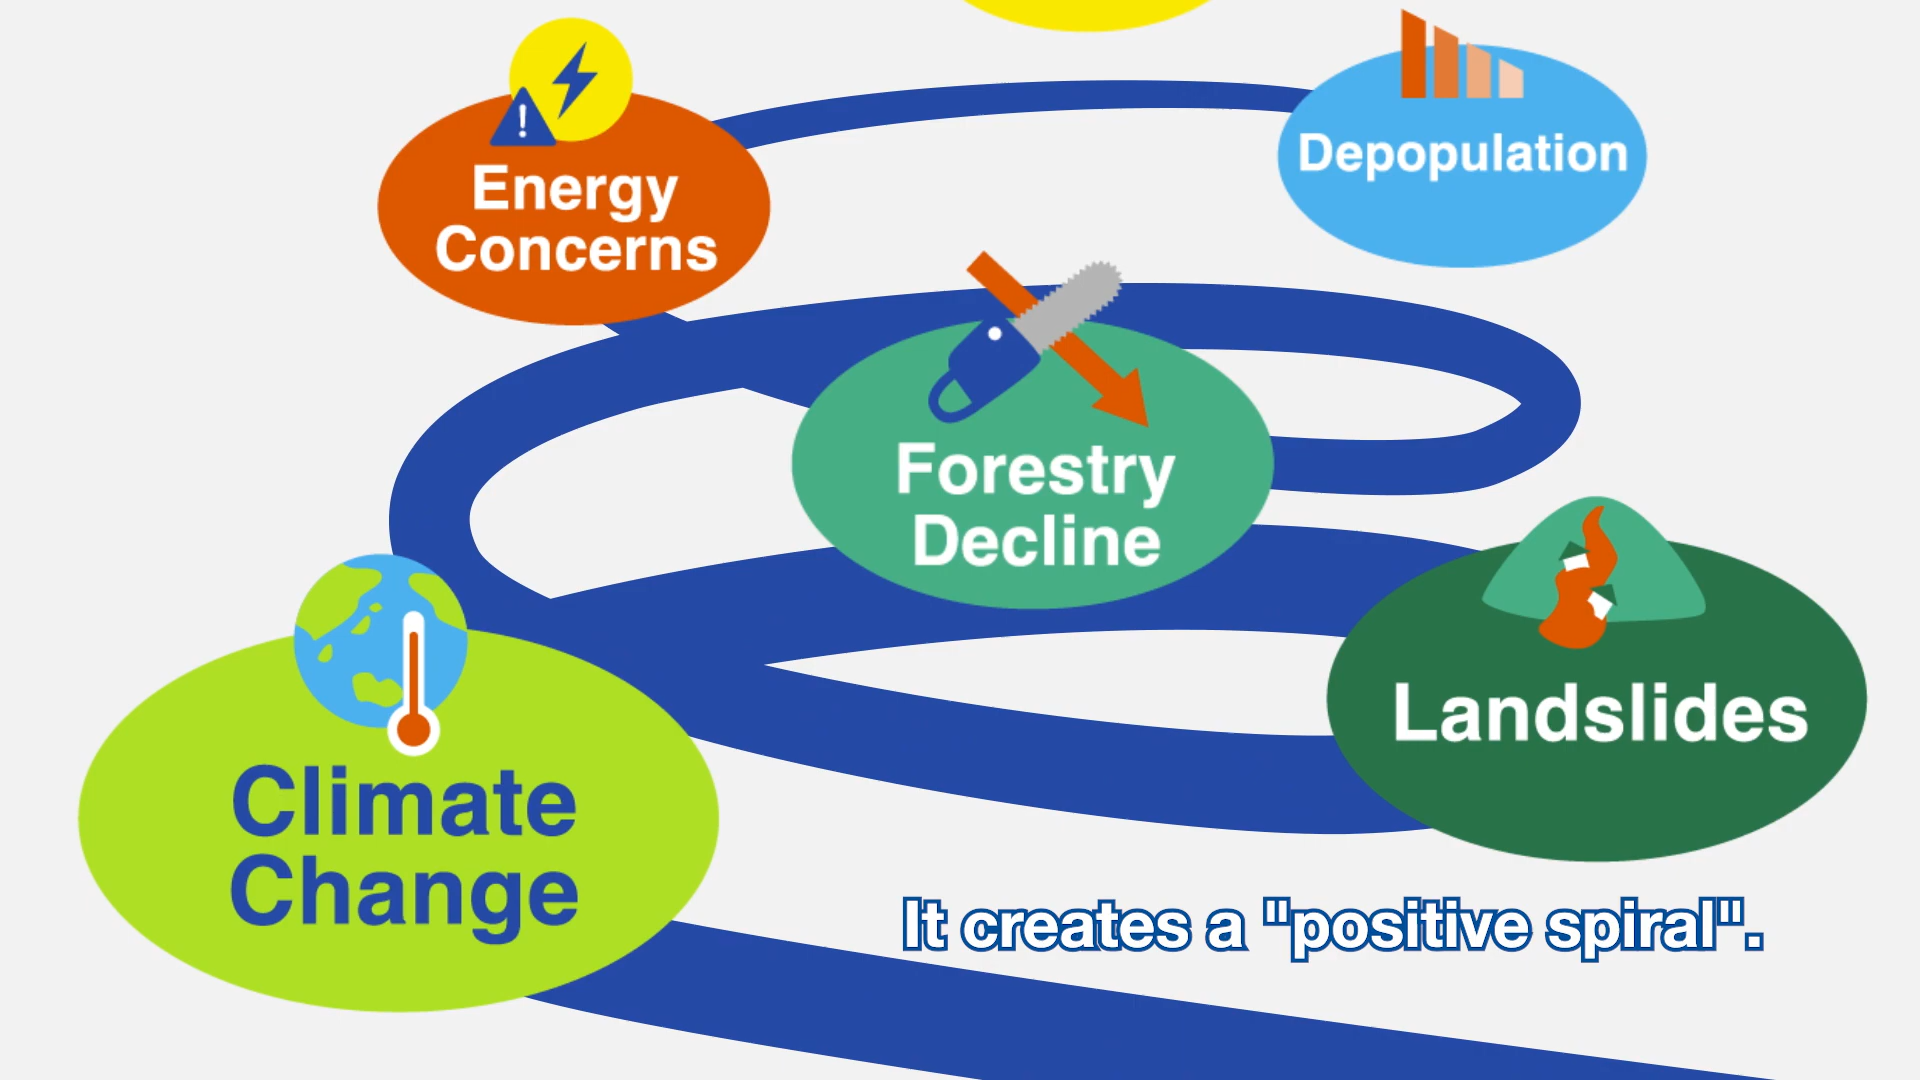 Energy
Concerns
Depopulation
Forestry
Decline
Landslides
Climate
Change
It creates a "positive spiral".